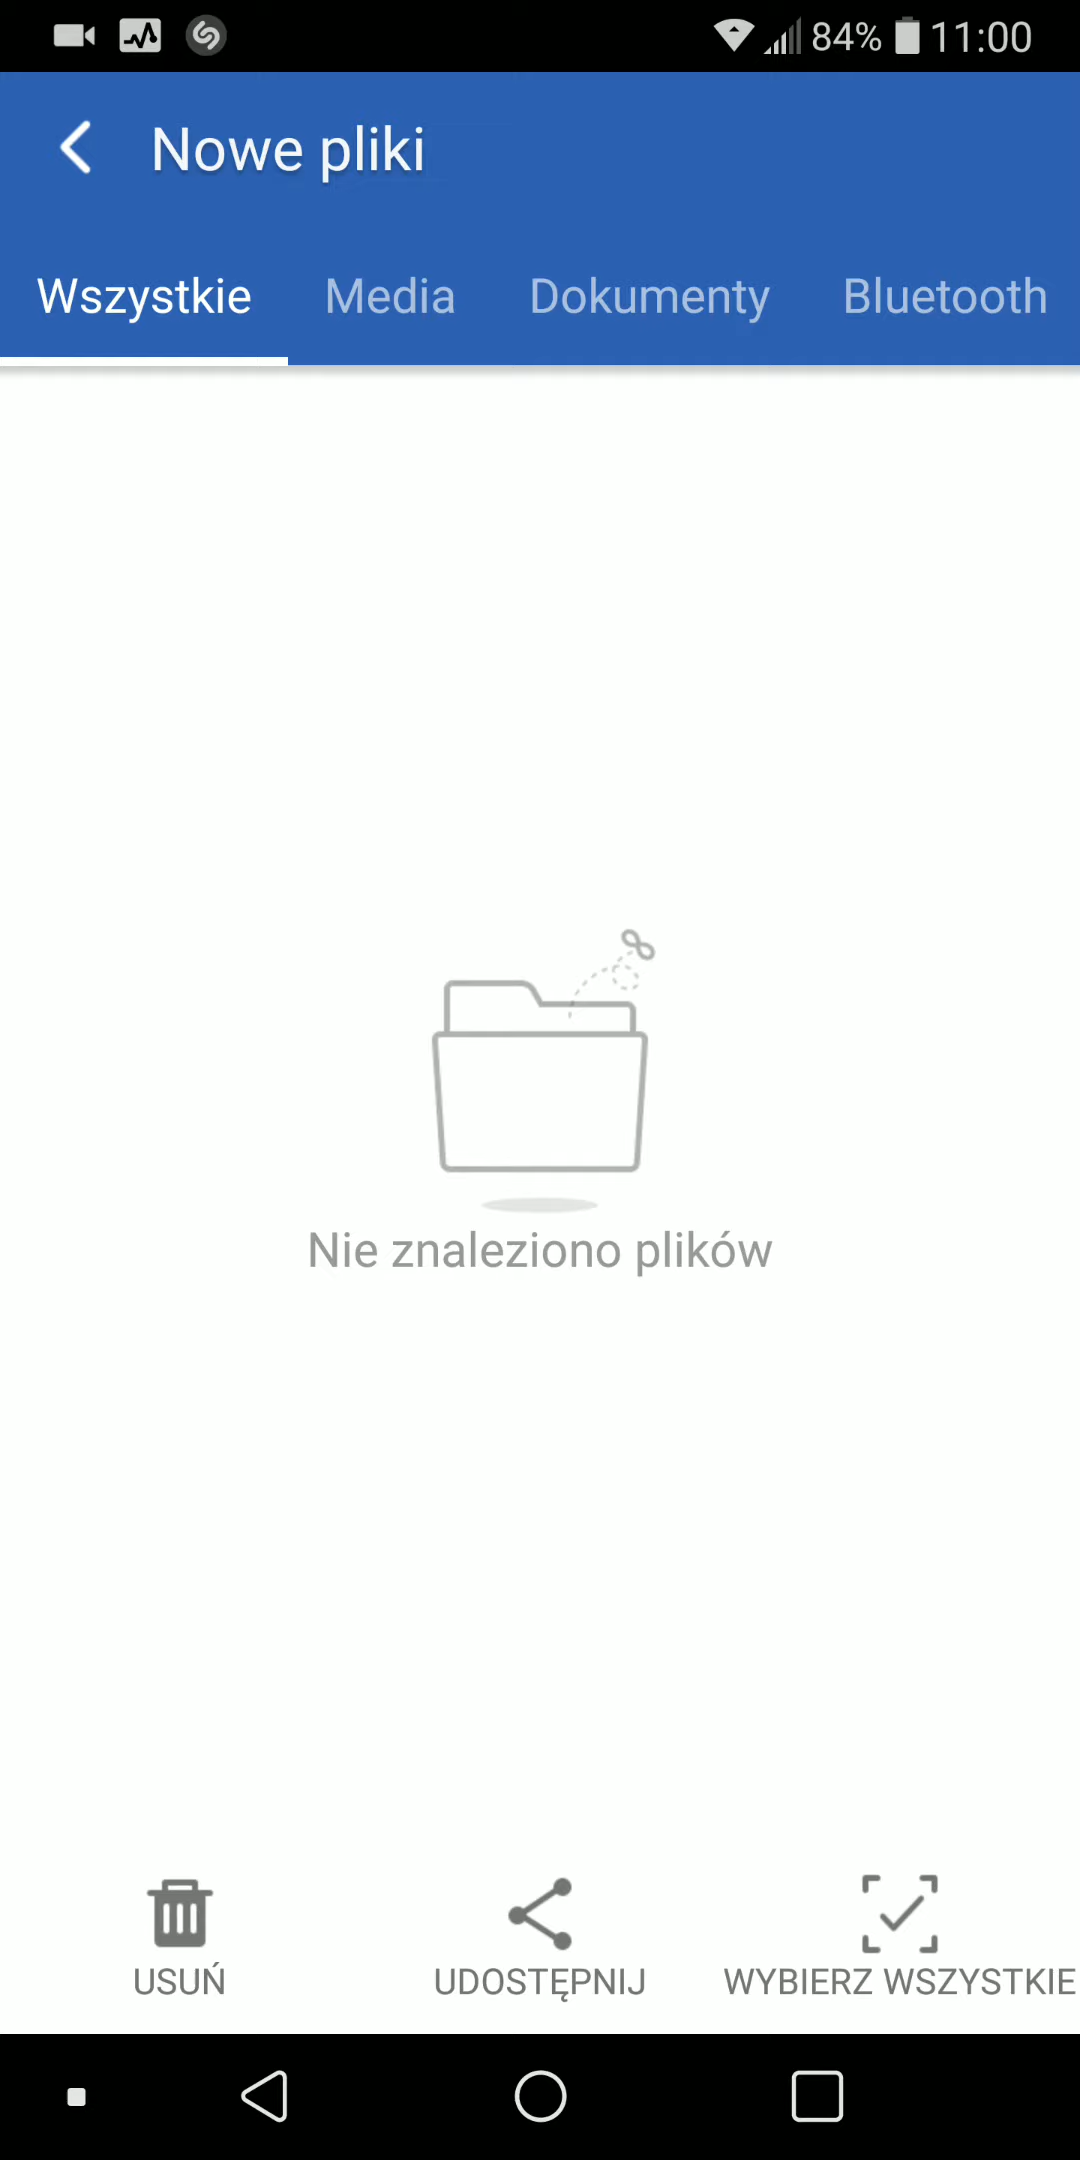 84% 11:00
Nowe pliki
Wszystkie Media Dokumenty Bluetooth
Nie znaleziono plików
USUŃ UDOSTĘPNIJ WYBIERZ WSZYSTKIE